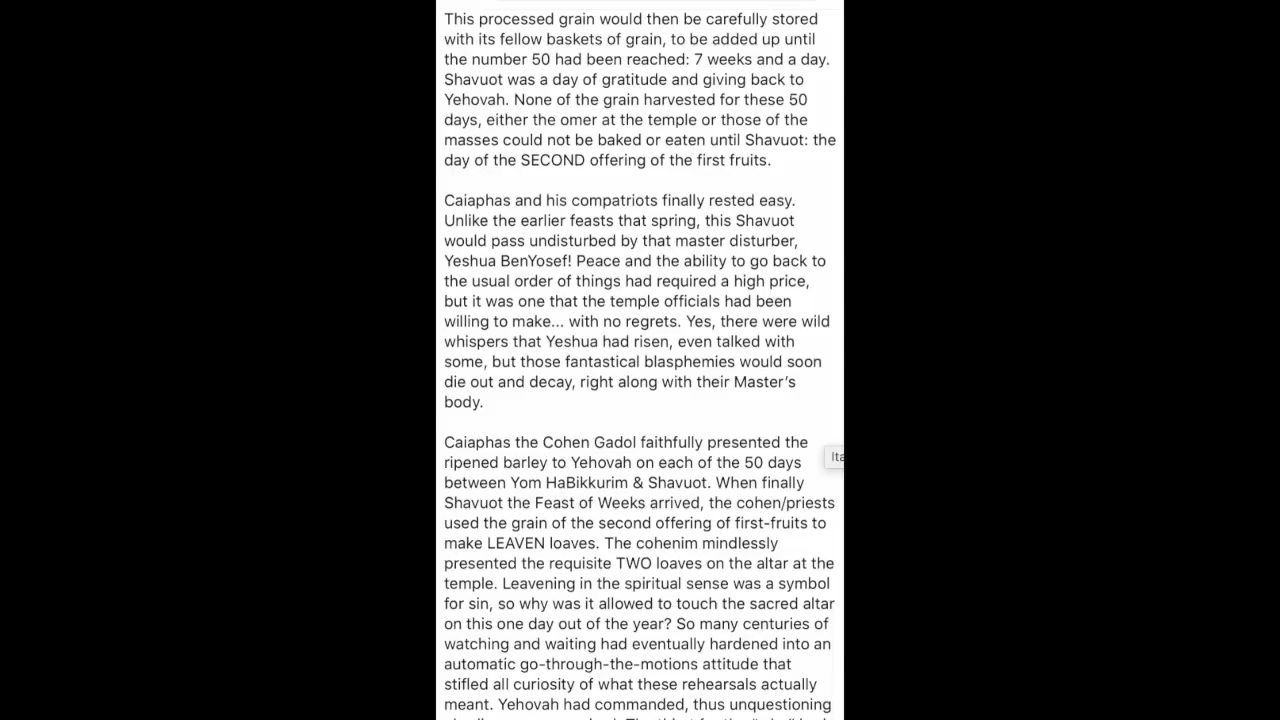 This processed grain would then be carefully stored
with its fellow baskets of grain, to be added up until
the number 50 had been reached: 7 weeks and a day.
Shavuot was a day of gratitude and giving back to
Yehovah. None of the grain harvested for these 50
days, either the omer at the temple or those of the
masses could not be baked or eaten until Shavuot: the
day of the SECOND offering of the first fruits.
Caiaphas and his compatriots finally rested easy.
Unlike the earlier feasts that spring, this Shavuot
would pass undisturbed by that master disturber,
Yeshua BenYosef! Peace and the ability to go back to
the usual order of things had required a high price,
but it was one that the temple officials had been
willing to make... with no regrets. Yes, there were wild
whispers that Yeshua had risen, even talked with
some, but those fantastical blasphemies would soon
die out and decay, right along with their Master's
body.
Caiaphas the Cohen Gadol faithfully presented the
ripened barley to Yehovah on each of the 50 days
between Yom HaBikkurim & Shavuot. When finally
Shavuot the Feast of Weeks arrived, the cohen/priests
used the grain of the second offering of first-fruits to
make LEAVEN loaves. The cohenim mindlessly
presented the requisite TWO loaves on the altar at the
temple. Leavening in the spiritual sense was a symbol
for sin, so why was it allowed to touch the sacred altar
on this one day out of the year? So many centuries of
watching and waiting had eventually hardened into an
automatic go-through-the-motions attitude that
stifled all curiosity of what these rehearsals actually
meant. Yehovah had commanded, thus unquestioning